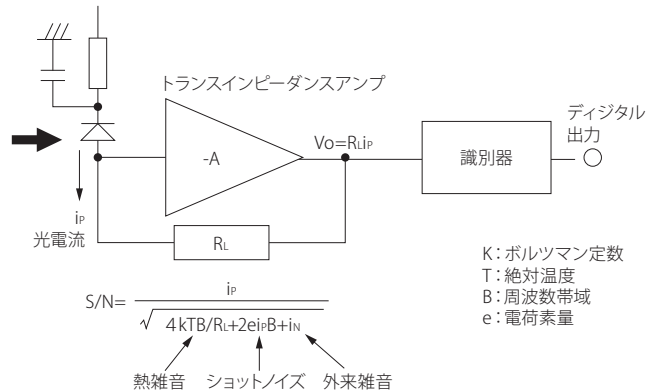 トランスインピーダンスアンプ
-A
Vo=RLiP
識別器
ディジタル
出力
iP
光電流
RL
K：ボルツマン定数
T：絶対温度
B：周波数帯域
e：電荷素量
S/N=
iP
√ 4kTB/RL+2eiPB+iN
熱雑音 ショットノイズ 外来雑音